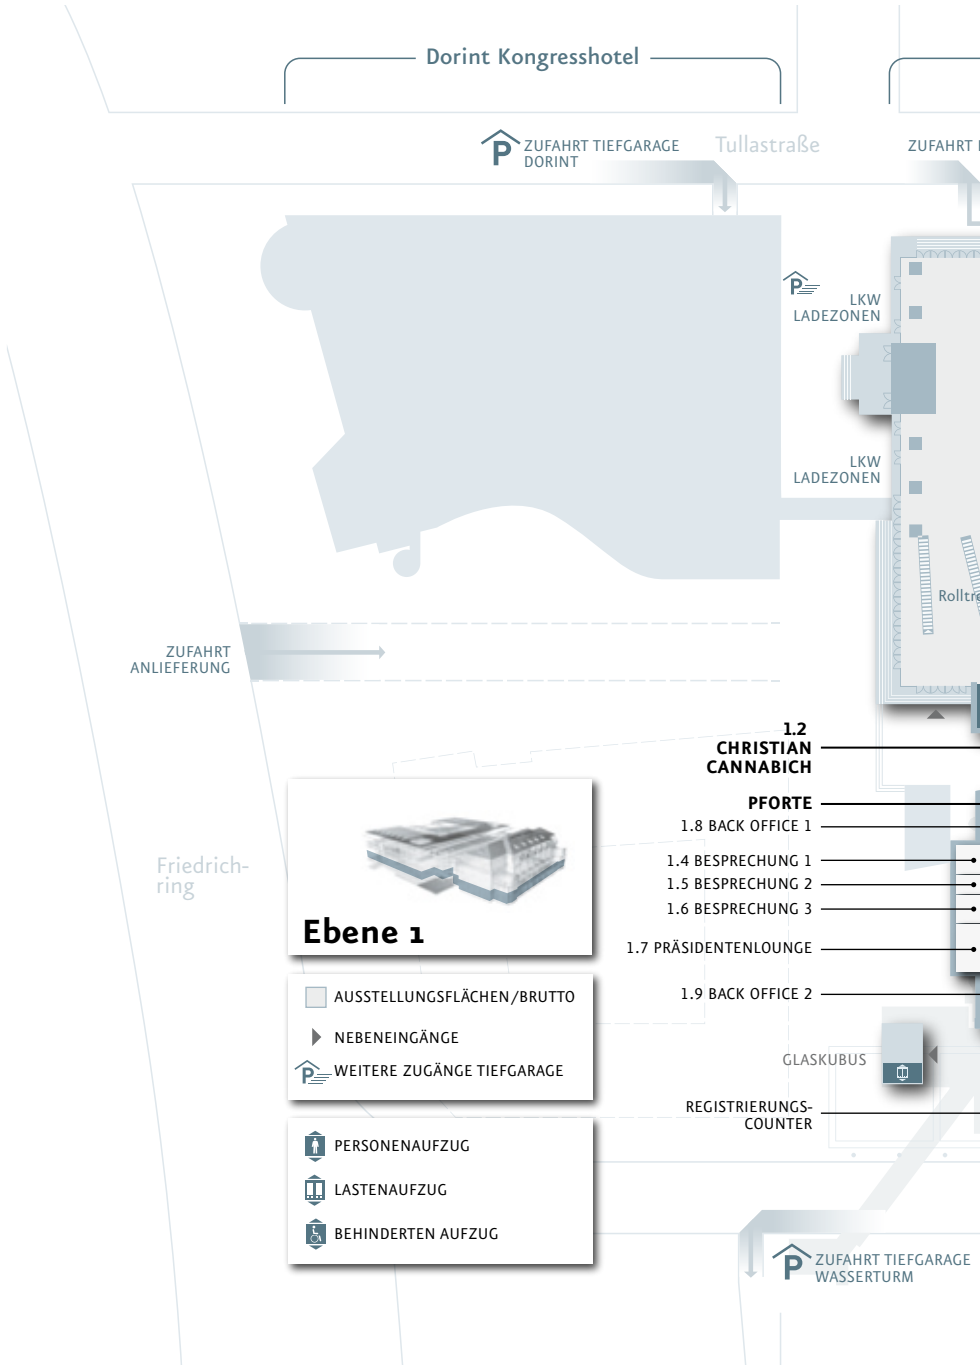 Dorint Kongresshotel
P ZUFAHRT TIEFGARAGE
DORINT
Tullastraße
ZUFAHRT
P
LKW
LADEZONEN
LKW
LADEZONEN
Rolltre
ZUFAHRT
ANLIEFERUNG
1.2
CHRISTIAN
CANNABICH
PFORTE
1.8 BACK OFFICE 1
1.4 BESPRECHUNG 1
1.5 BESPRECHUNG 2
1.6 BESPRECHUNG 3
1.7 PRÄSIDENTENLOUNGE
1.9 BACK OFFICE 2
Friedrich-
ring
Ebene 1
AUSSTELLUNGSFLÄCHEN/BRUTTO
NEBENEINGÄNGE
P WEITERE ZUGÄNGE TIEFGARAGE
GLASKUBUS
REGISTRIERUNGS-
COUNTER
PERSONENAUFZUG
LASTENAUFZUG
BEHINDERTEN AUFZUG
P ZUFAHRT TIEFGARAGE
WASSERTURM